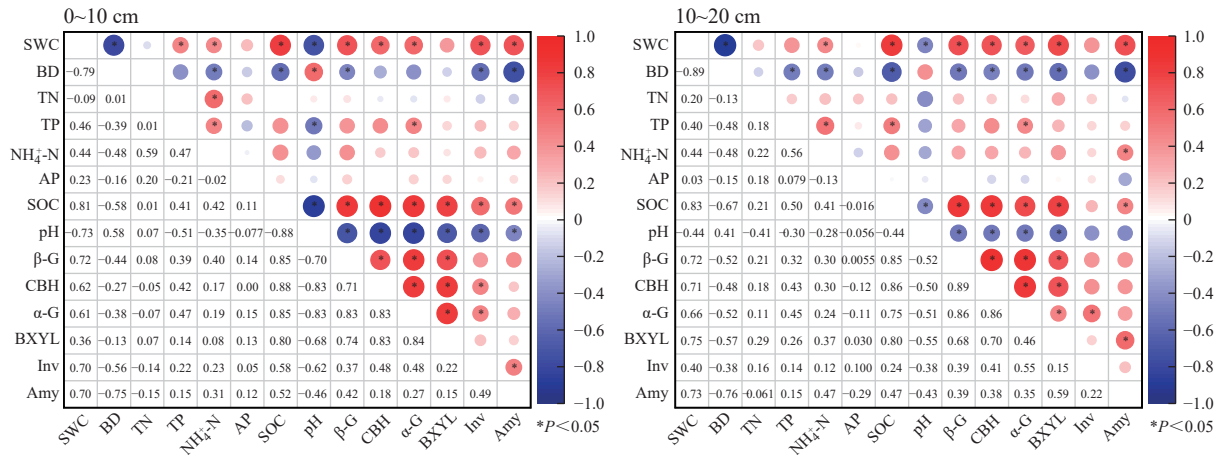 0~10 cm
SWC
BD −0.79
TN −0.09 0.01
TP 0.46 −0.39 0.01
NH₄⁺-N 0.44 −0.48 0.59 0.47
AP 0.23 −0.16 0.20 −0.21 −0.02
SOC 0.81 −0.58 0.01 0.41 0.42 0.11
pH −0.73 0.58 0.07 −0.51 −0.35 −0.077 −0.88
β-G 0.72 −0.44 0.08 0.39 0.40 0.14 0.85 −0.70
CBH 0.62 −0.27 −0.05 0.42 0.17 0.00 0.88 −0.83 0.71
α-G 0.61 −0.38 −0.07 0.47 0.19 0.15 0.85 −0.83 0.83 0.83
BXYL 0.36 −0.13 0.07 0.14 0.08 0.13 0.80 −0.68 0.74 0.83 0.84
Inv 0.70 −0.57 −0.14 0.22 0.23 0.05 0.58 −0.62 0.37 0.48 0.48 0.22
Amy 0.70 −0.75 −0.15 0.15 0.31 0.12 0.52 −0.46 0.42 0.18 0.27 0.15 0.49
SWC BD TN TP NH₄⁺-N AP SOC pH β-G CBH α-G BXYL Inv Amy
1.0
0.8
0.6
0.4
0.2
0
−0.2
−0.4
−0.6
−0.8
−1.0
*P<0.05
10~20 cm
SWC
BD −0.89
TN 0.20 −0.13
TP 0.40 −0.48 0.18
NH₄⁺-N 0.44 −0.48 0.22 0.56
AP 0.03 −0.15 0.18 0.079 −0.13
SOC 0.83 −0.67 0.21 0.50 0.41 −0.016
pH −0.44 0.41 −0.41 −0.30 −0.28 −0.056 −0.44
β-G 0.72 −0.52 0.21 0.32 0.30 0.0055 0.85 −0.52
CBH 0.71 −0.48 0.18 0.43 0.30 −0.12 0.86 −0.50 0.89
α-G 0.66 −0.52 0.11 0.45 0.24 −0.11 0.75 −0.51 0.86 0.86
BXYL 0.75 −0.57 0.29 0.26 0.37 0.030 0.80 −0.55 0.68 0.70 0.46
Inv 0.40 −0.38 0.16 0.14 0.12 0.100 0.24 −0.38 0.39 0.41 0.55 0.15
Amy 0.73 −0.76 −0.061 0.15 0.47 −0.29 0.47 −0.43 0.39 0.38 0.35 0.59 0.22
SWC BD TN TP NH₄⁺-N AP SOC pH β-G CBH α-G BXYL Inv Amy
1.0
0.8
0.6
0.4
0.2
0
−0.2
−0.4
−0.6
−0.8
−1.0
*P<0.05